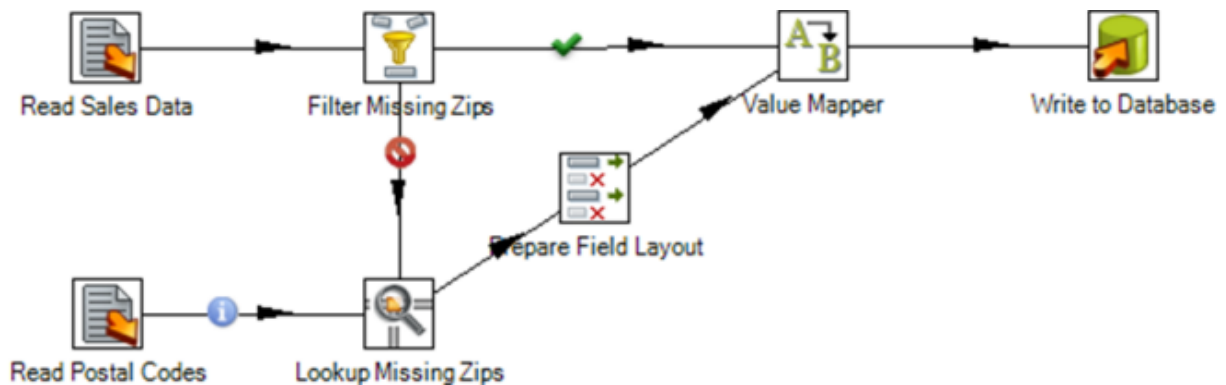 A
B
Read Sales Data
Filter Missing Zips
Value Mapper
Write to Database
Prepare Field Layout
i
Read Postal Codes
Lookup Missing Zips